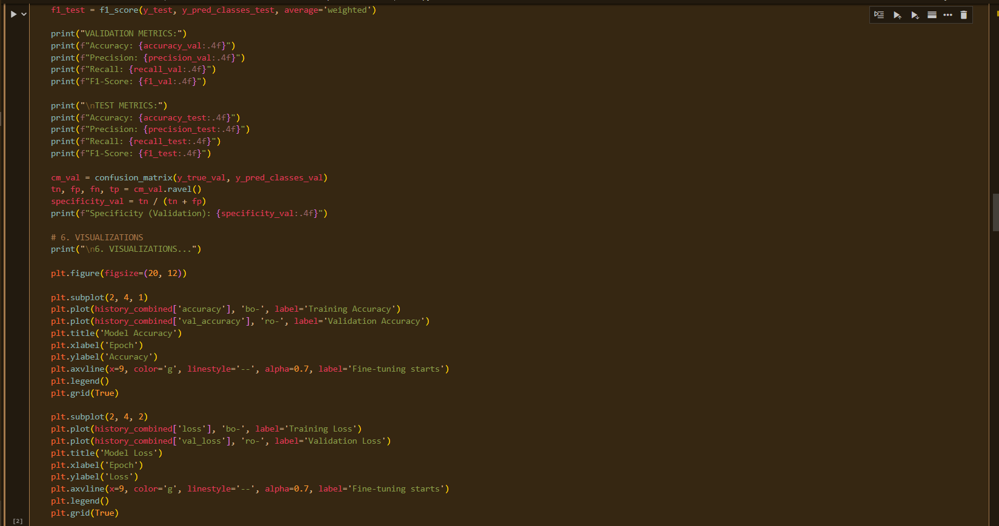 f1_test = f1_score(y_test, y_pred_classes_test, average='weighted')
print("VALIDATION METRICS:")
print(f"Accuracy: {accuracy_val:.4f}")
print(f"Precision: {precision_val:.4f}")
print(f"Recall: {recall_val:.4f}")
print(f"F1-Score: {f1_val:.4f}")
print("\nTEST METRICS:")
print(f"Accuracy: {accuracy_test:.4f}")
print(f"Precision: {precision_test:.4f}")
print(f"Recall: {recall_test:.4f}")
print(f"F1-Score: {f1_test:.4f}")
cm_val = confusion_matrix(y_true_val, y_pred_classes_val)
tn, fp, fn, tp = cm_val.ravel()
specificity_val = tn / (tn + fp)
print(f"Specificity (Validation): {specificity_val:.4f}")
# 6. VISUALIZATIONS
print("\n6. VISUALIZATIONS...")
plt.figure(figsize=(20, 12))
plt.subplot(2, 4, 1)
plt.plot(history_combined['accuracy'], 'bo-', label='Training Accuracy')
plt.plot(history_combined['val_accuracy'], 'ro-', label='Validation Accuracy')
plt.title('Model Accuracy')
plt.xlabel('Epoch')
plt.ylabel('Accuracy')
plt.axvline(x=9, color='g', linestyle='--', alpha=0.7, label='Fine-tuning starts')
plt.legend()
plt.grid(True)
plt.subplot(2, 4, 2)
plt.plot(history_combined['loss'], 'bo-', label='Training Loss')
plt.plot(history_combined['val_loss'], 'ro-', label='Validation Loss')
plt.title('Model Loss')
plt.xlabel('Epoch')
plt.ylabel('Loss')
plt.axvline(x=9, color='g', linestyle='--', alpha=0.7, label='Fine-tuning starts')
plt.legend()
plt.grid(True)
[2]